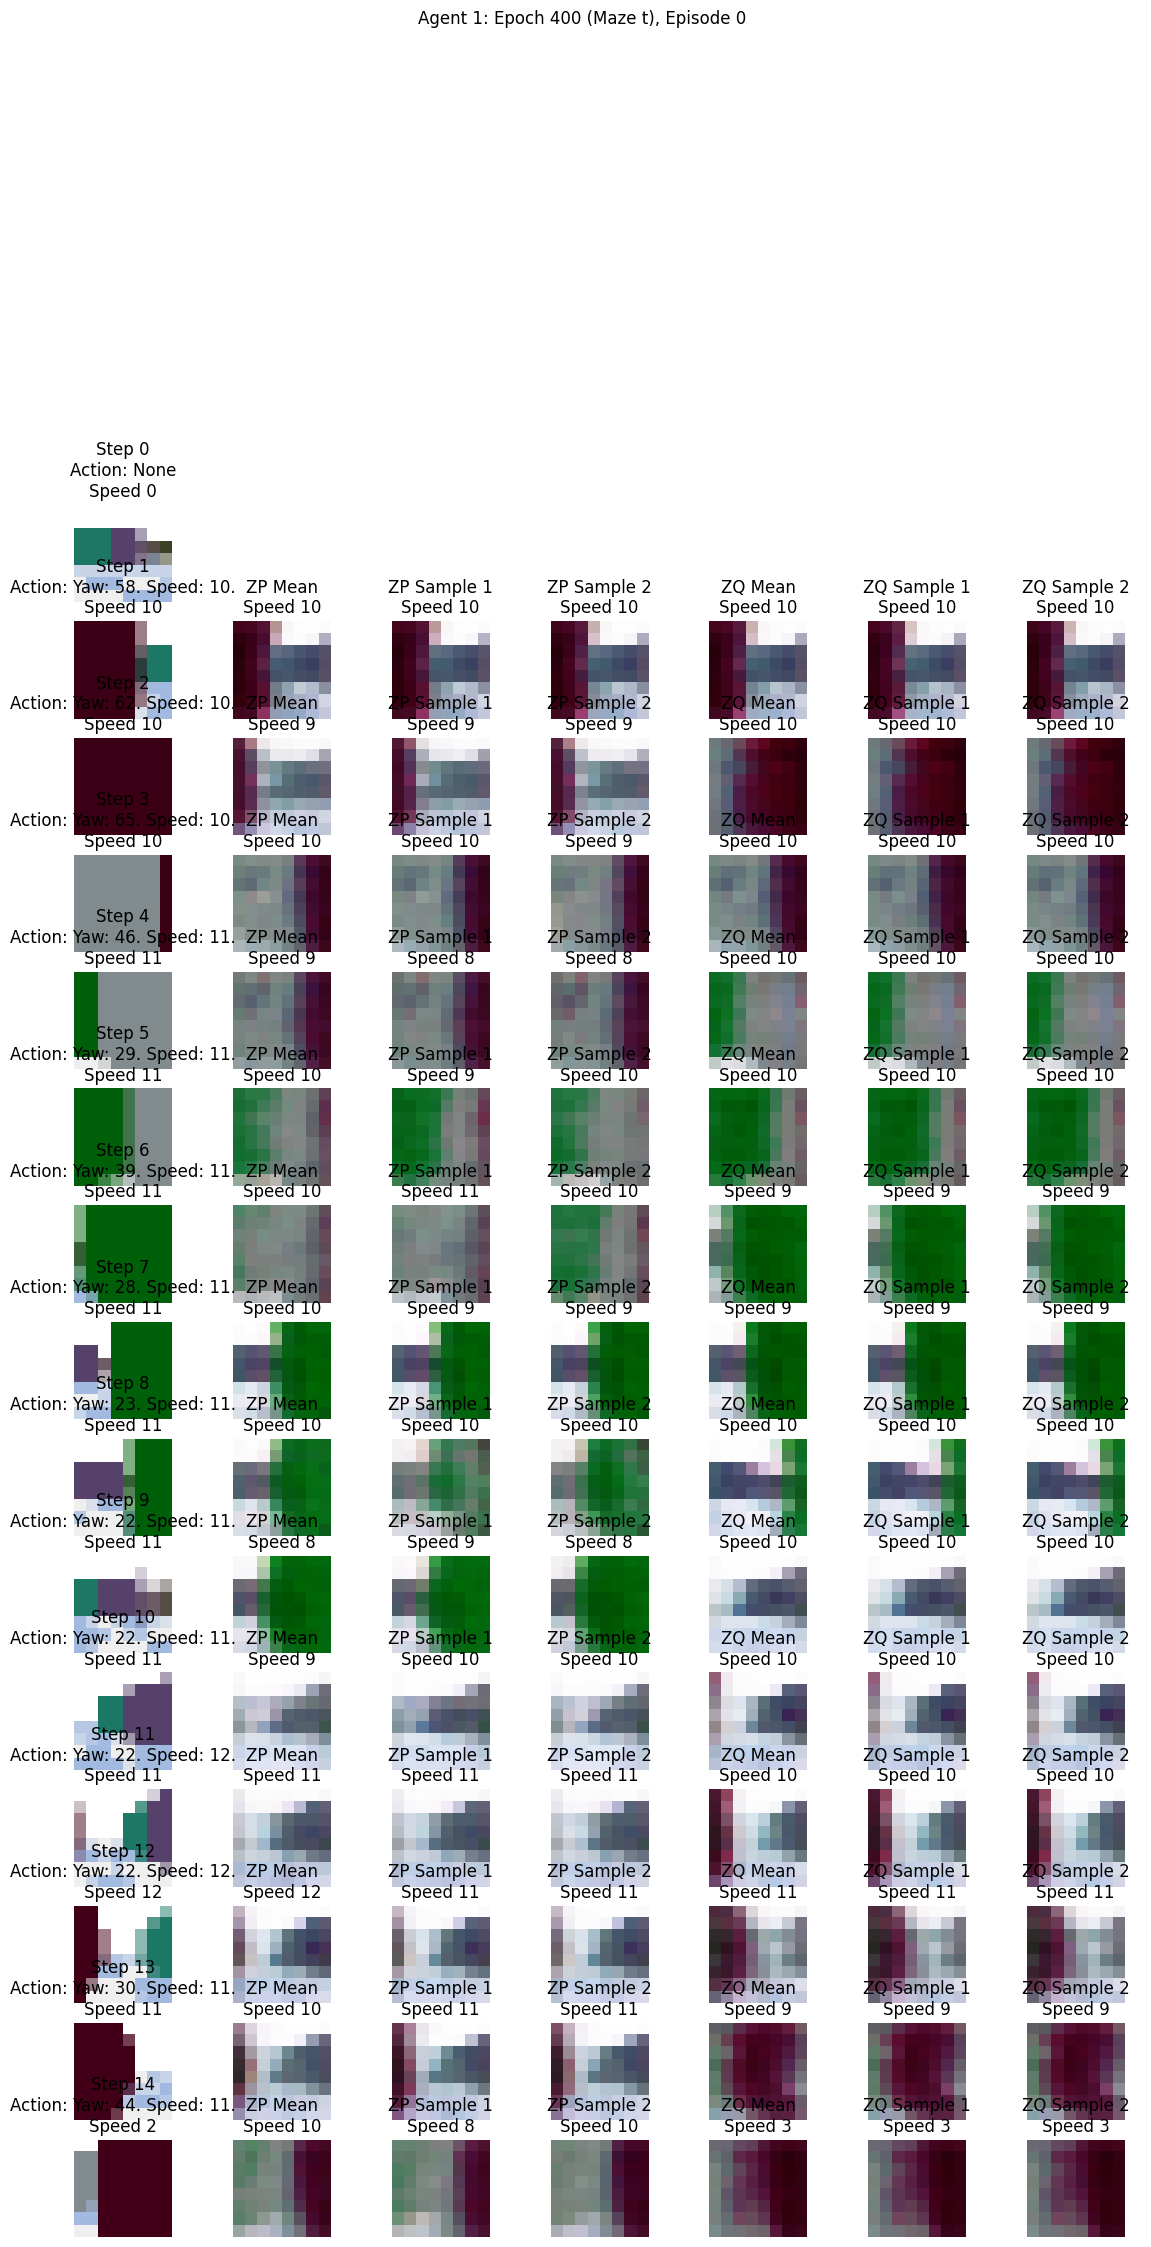 Agent 1: Epoch 400 (Maze t), Episode 0
Step 0
Action: None
Speed 0
Step 1
Action: Yaw: 58. Speed: 10. ZP Mean ZP Sample 1 ZP Sample 2 ZQ Mean ZQ Sample 1 ZQ Sample 2
Speed 10 Speed 10 Speed 10 Speed 10 Speed 10 Speed 10 Speed 10
Step 2
Action: Yaw: 62. Speed: 10. ZP Mean ZP Sample 1 ZP Sample 2 ZQ Mean ZQ Sample 1 ZQ Sample 2
Speed 10 Speed 9 Speed 9 Speed 9 Speed 10 Speed 10 Speed 10
Step 3
Action: Yaw: 65. Speed: 10. ZP Mean ZP Sample 1 ZP Sample 2 ZQ Mean ZQ Sample 1 ZQ Sample 2
Speed 10 Speed 10 Speed 10 Speed 9 Speed 10 Speed 10 Speed 10
Step 4
Action: Yaw: 46. Speed: 11. ZP Mean ZP Sample 1 ZP Sample 2 ZQ Mean ZQ Sample 1 ZQ Sample 2
Speed 11 Speed 9 Speed 8 Speed 8 Speed 10 Speed 10 Speed 10
Step 5
Action: Yaw: 29. Speed: 11. ZP Mean ZP Sample 1 ZP Sample 2 ZQ Mean ZQ Sample 1 ZQ Sample 2
Speed 11 Speed 10 Speed 9 Speed 10 Speed 10 Speed 10 Speed 10
Step 6
Action: Yaw: 39. Speed: 11. ZP Mean ZP Sample 1 ZP Sample 2 ZQ Mean ZQ Sample 1 ZQ Sample 2
Speed 11 Speed 10 Speed 11 Speed 10 Speed 9 Speed 9 Speed 9
Step 7
Action: Yaw: 28. Speed: 11. ZP Mean ZP Sample 1 ZP Sample 2 ZQ Mean ZQ Sample 1 ZQ Sample 2
Speed 11 Speed 10 Speed 9 Speed 9 Speed 9 Speed 9 Speed 9
Step 8
Action: Yaw: 23. Speed: 11. ZP Mean ZP Sample 1 ZP Sample 2 ZQ Mean ZQ Sample 1 ZQ Sample 2
Speed 11 Speed 10 Speed 10 Speed 10 Speed 10 Speed 10 Speed 10
Step 9
Action: Yaw: 22. Speed: 11. ZP Mean ZP Sample 1 ZP Sample 2 ZQ Mean ZQ Sample 1 ZQ Sample 2
Speed 11 Speed 8 Speed 9 Speed 8 Speed 10 Speed 10 Speed 10
Step 10
Action: Yaw: 22. Speed: 11. ZP Mean ZP Sample 1 ZP Sample 2 ZQ Mean ZQ Sample 1 ZQ Sample 2
Speed 11 Speed 9 Speed 10 Speed 10 Speed 10 Speed 10 Speed 10
Step 11
Action: Yaw: 22. Speed: 12. ZP Mean ZP Sample 1 ZP Sample 2 ZQ Mean ZQ Sample 1 ZQ Sample 2
Speed 11 Speed 11 Speed 11 Speed 11 Speed 10 Speed 10 Speed 10
Step 12
Action: Yaw: 22. Speed: 12. ZP Mean ZP Sample 1 ZP Sample 2 ZQ Mean ZQ Sample 1 ZQ Sample 2
Speed 12 Speed 12 Speed 11 Speed 11 Speed 11 Speed 11 Speed 11
Step 13
Action: Yaw: 30. Speed: 11. ZP Mean ZP Sample 1 ZP Sample 2 ZQ Mean ZQ Sample 1 ZQ Sample 2
Speed 11 Speed 10 Speed 11 Speed 11 Speed 9 Speed 9 Speed 9
Step 14
Action: Yaw: 44. Speed: 11. ZP Mean ZP Sample 1 ZP Sample 2 ZQ Mean ZQ Sample 1 ZQ Sample 2
Speed 2 Speed 10 Speed 8 Speed 10 Speed 3 Speed 3 Speed 3